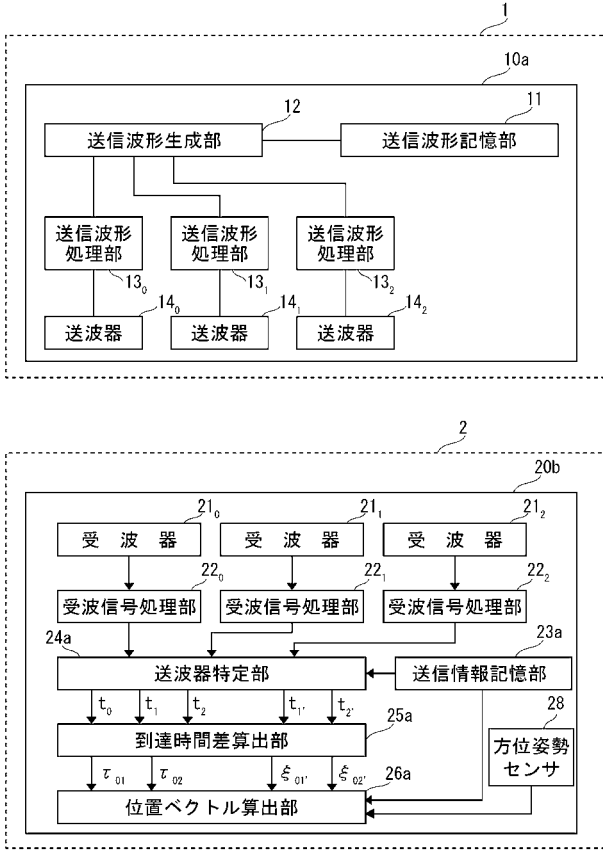 1
10a
12
11
送信波形生成部
送信波形記憶部
送信波形 送信波形 送信波形
処理部 処理部 処理部
13₀ 13₁ 13₂
14₀ 14₁ 14₂
送波器 送波器 送波器
2
20b
21₀ 21₁ 21₂
受波器 受波器 受波器
22₀ 22₁ 22₂
受波信号処理部 受波信号処理部 受波信号処理部
24a 23a
送波器特定部 送信情報記憶部
t₀ t₁ t₂ t₁' t₂'
25a 28
到達時間差算出部
方位姿勢
センサ
τ₀₁ τ₀₂ ξ₀₁' ξ₀₂'
26a
位置ベクトル算出部